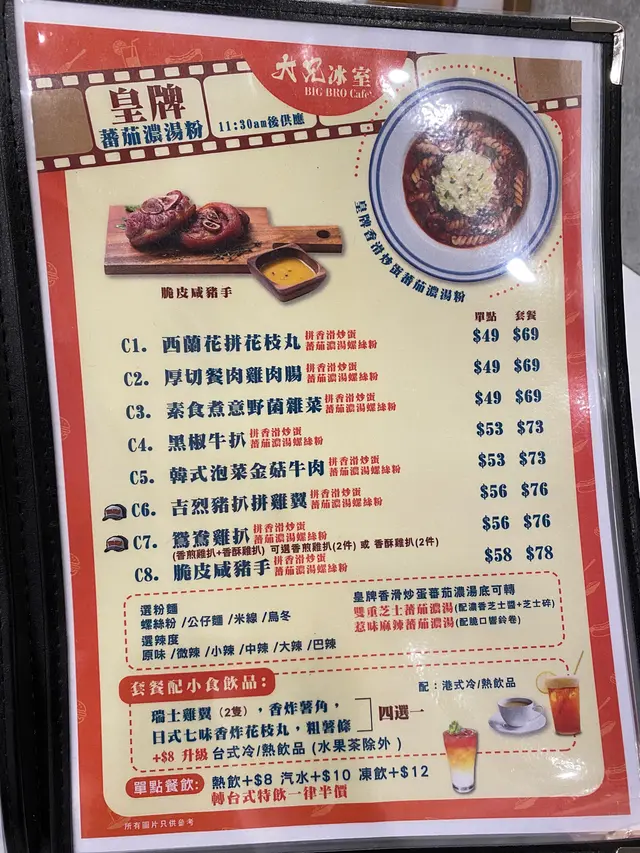 大兄冰室
BIG BRO Cafe'
皇牌
蕃茄濃湯粉
11:30am後供應
皇牌香滑炒蛋蕃茄濃湯粉
脆皮咸豬手
單點 套餐
C1. 西蘭花拼花枝丸 拼香滑炒蛋 蕃茄濃湯螺絲粉 $49 $69
C2. 厚切餐肉雞肉腸 拼香滑炒蛋 蕃茄濃湯螺絲粉 $49 $69
C3. 素食煮意野菌雜菜 拼香滑炒蛋 蕃茄濃湯螺絲粉 $49 $69
C4. 黑椒牛扒 拼香滑炒蛋 蕃茄濃湯螺絲粉 $53 $73
C5. 韓式泡菜金菇牛肉 拼香滑炒蛋 蕃茄濃湯螺絲粉 $53 $73
C6. 吉烈豬扒拼雞翼 拼香滑炒蛋 蕃茄濃湯螺絲粉 $56 $76
C7. 鴛鴦雞扒 拼香滑炒蛋 蕃茄濃湯螺絲粉 $56 $76
(香煎雞扒+香酥雞扒) 可選香煎雞扒(2件) 或 香酥雞扒(2件)
C8. 脆皮咸豬手 拼香滑炒蛋 蕃茄濃湯螺絲粉 $58 $78
選粉麵
螺絲粉/公仔麵/米線/烏冬
選辣度
原味/微辣/小辣/中辣/大辣/巴辣
皇牌香滑炒蛋蕃茄濃湯底可轉
雙重芝士蕃茄濃湯(配濃香芝士醬+芝士碎)
惹味麻辣蕃茄濃湯(配脆口響鈴卷)
套餐配小食飲品：
配：港式冷/熱飲品
瑞士雞翼（2隻），香炸薯角，
日式七味香炸花枝丸，粗薯條
四選一
+$8 升級 台式冷/熱飲品 (水果茶除外)
單點餐飲: 熱飲+$8 汽水+$10 凍飲+$12
轉台式特飲一律半價
所有圖片只供參考